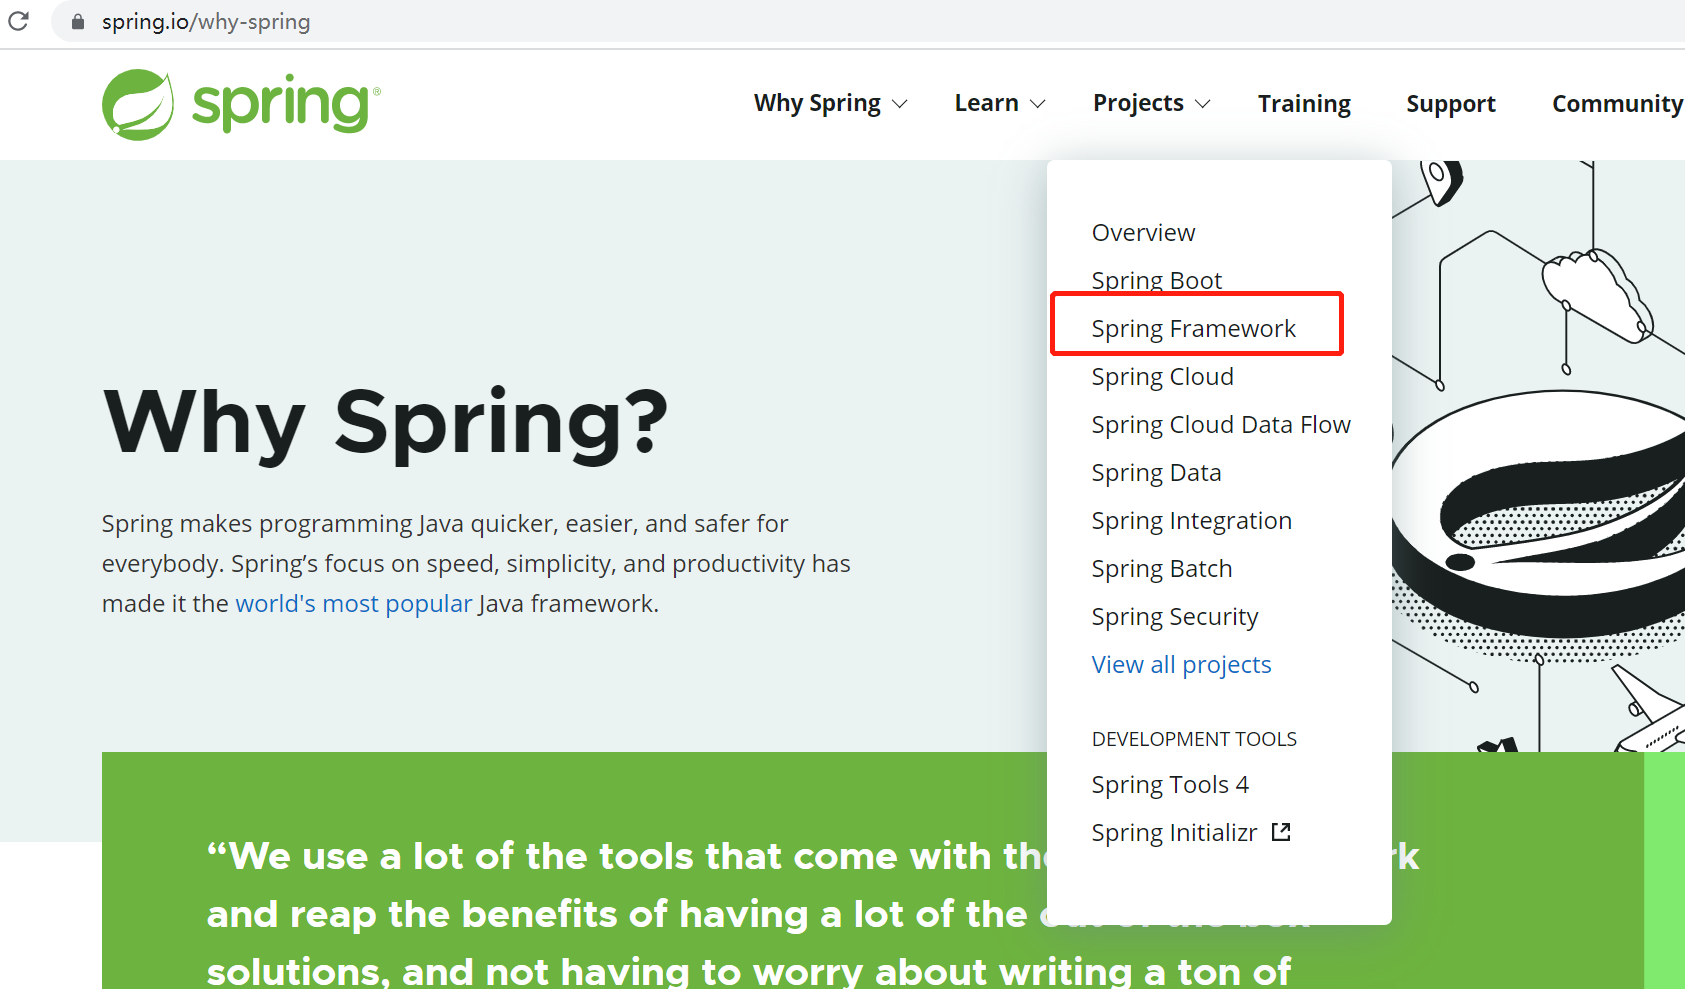 spring.io/why-spring
spring®
Why Spring
Learn
Projects
Training
Support
Community
Overview
Spring Boot
Spring Framework
Spring Cloud
Spring Cloud Data Flow
Spring Data
Spring Integration
Spring Batch
Spring Security
View all projects
DEVELOPMENT TOOLS
Spring Tools 4
Spring Initializr
Why Spring?
Spring makes programming Java quicker, easier, and safer for
everybody. Spring’s focus on speed, simplicity, and productivity has
made it the world's most popular Java framework.
“We use a lot of the tools that come with the
and reap the benefits of having a lot of the
solutions, and not having to worry about writing a ton of